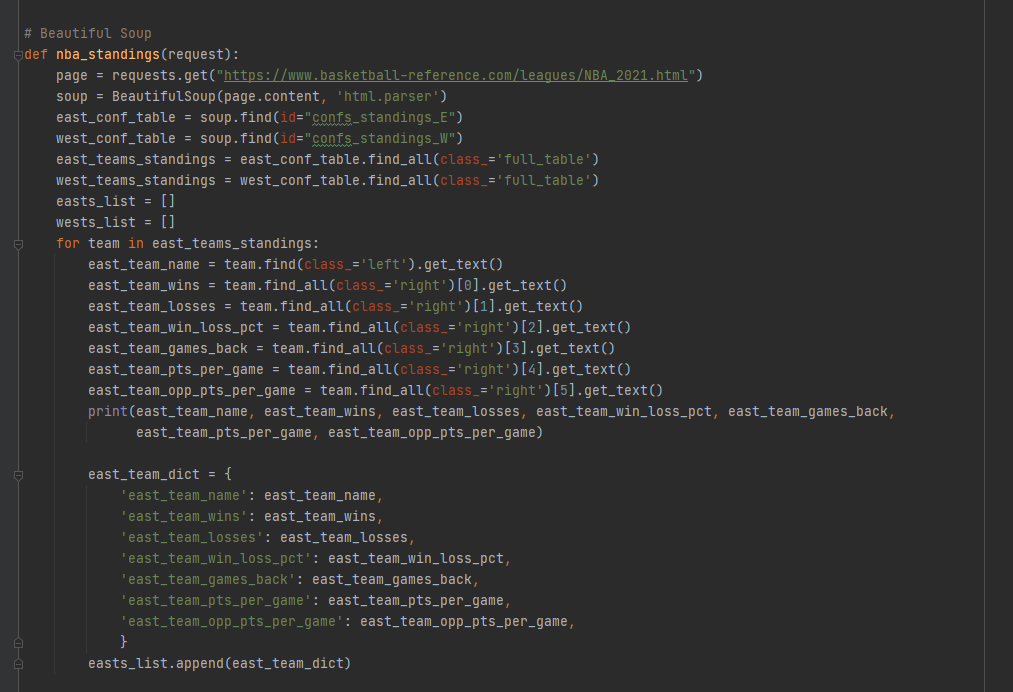 # Beautiful Soup
def nba_standings(request):
    page = requests.get("https://www.basketball-reference.com/leagues/NBA_2021.html")
    soup = BeautifulSoup(page.content, 'html.parser')
    east_conf_table = soup.find(id="confs_standings_E")
    west_conf_table = soup.find(id="confs_standings_W")
    east_teams_standings = east_conf_table.find_all(class_='full_table')
    west_teams_standings = west_conf_table.find_all(class_='full_table')
    easts_list = []
    wests_list = []
    for team in east_teams_standings:
        east_team_name = team.find(class_='left').get_text()
        east_team_wins = team.find_all(class_='right')[0].get_text()
        east_team_losses = team.find_all(class_='right')[1].get_text()
        east_team_win_loss_pct = team.find_all(class_='right')[2].get_text()
        east_team_games_back = team.find_all(class_='right')[3].get_text()
        east_team_pts_per_game = team.find_all(class_='right')[4].get_text()
        east_team_opp_pts_per_game = team.find_all(class_='right')[5].get_text()
        print(east_team_name, east_team_wins, east_team_losses, east_team_win_loss_pct, east_team_games_back,
              east_team_pts_per_game, east_team_opp_pts_per_game)

        east_team_dict = {
            'east_team_name': east_team_name,
            'east_team_wins': east_team_wins,
            'east_team_losses': east_team_losses,
            'east_team_win_loss_pct': east_team_win_loss_pct,
            'east_team_games_back': east_team_games_back,
            'east_team_pts_per_game': east_team_pts_per_game,
            'east_team_opp_pts_per_game': east_team_opp_pts_per_game,
            }
        easts_list.append(east_team_dict)